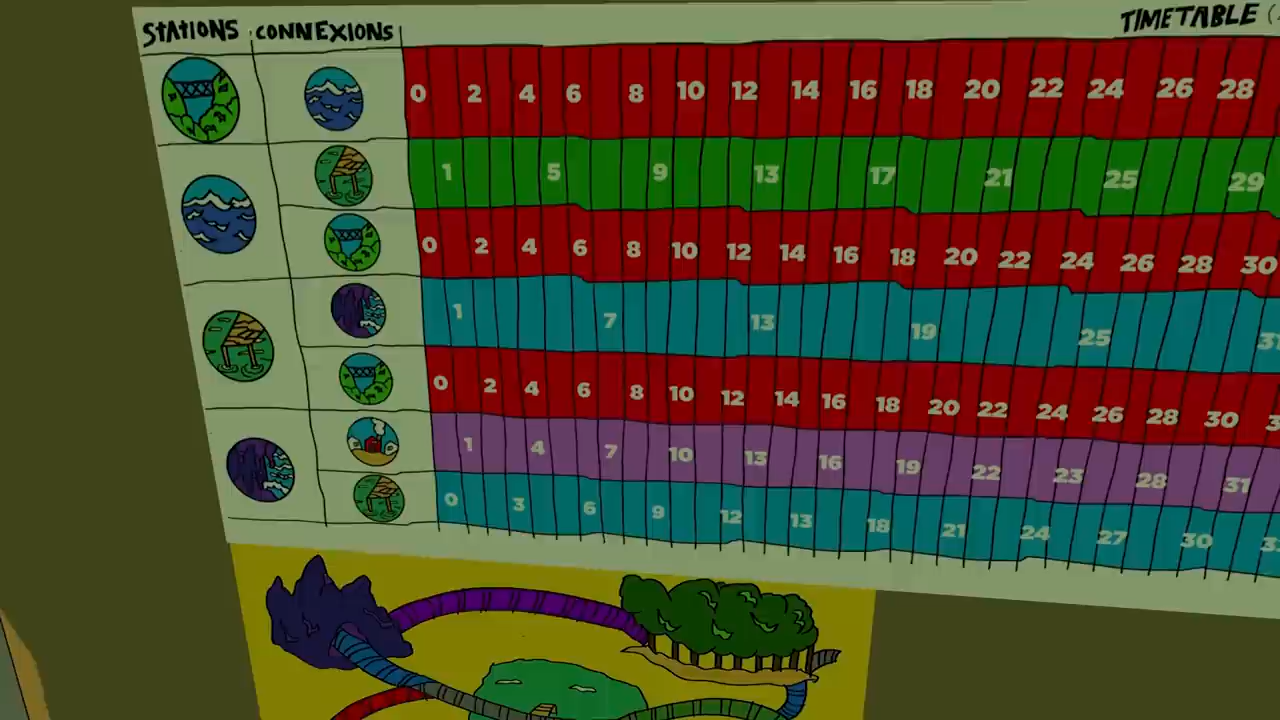 STATIONS CONNEXIONS TIMETABLE (
0 2 4 6 8 10 12 14 16 18 20 22 24 26 28
1 5 9 13 17 21 25 29
0 2 4 6 8 10 12 14 16 18 20 22 24 26 28 30
1 7 13 19 25 31
0 2 4 6 8 10 12 14 16 18 20 22 24 26 28 30
1 4 7 10 13 16 19 22 23 28 31
0 3 6 9 12 13 18 21 24 27 30